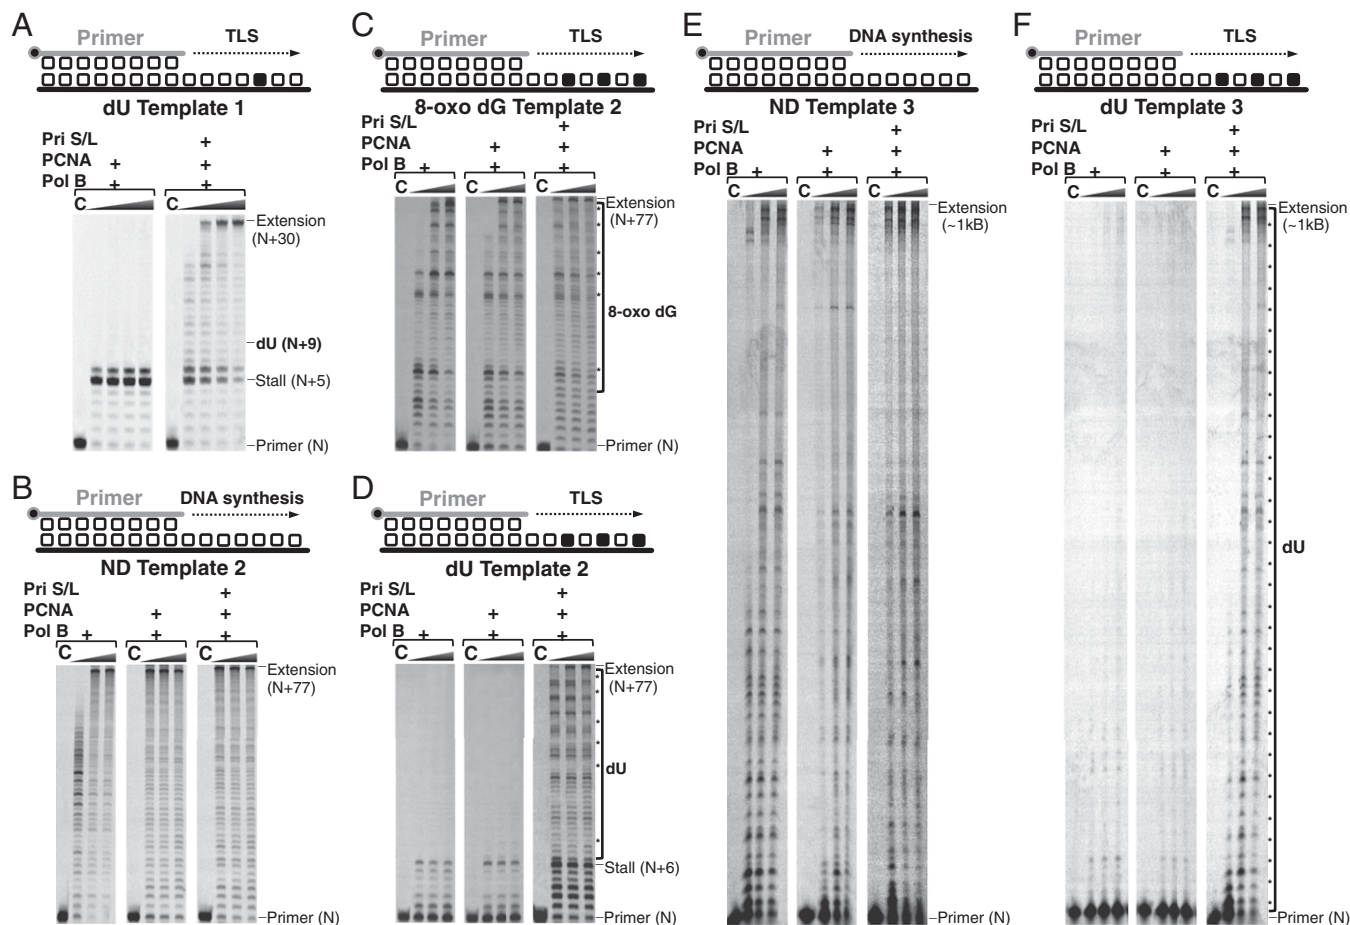 A
Primer
TLS
dU Template 1
Pri S/L +
PCNA + +
Pol B + +
C C
Extension
(N+30)
dU (N+9)
Stall (N+5)
Primer (N)
B
Primer
DNA synthesis
ND Template 2
Pri S/L +
PCNA + +
Pol B + + +
C C C
Extension
(N+77)
Primer (N)
C
Primer
TLS
8-oxo dG Template 2
Pri S/L +
PCNA + +
Pol B + + +
C C C
Extension
(N+77)
*
*
*
*
*
8-oxo dG
Primer (N)
D
Primer
TLS
dU Template 2
Pri S/L +
PCNA + +
Pol B + + +
C C C
Extension
(N+77)
dU
Stall (N+6)
Primer (N)
E
Primer
DNA synthesis
ND Template 3
Pri S/L +
PCNA + +
Pol B + + +
C C C
Extension
(~1kB)
Primer (N)
F
Primer
TLS
dU Template 3
Pri S/L +
PCNA + +
Pol B + + +
C C C
Extension
(~1kB)
dU
Primer (N)